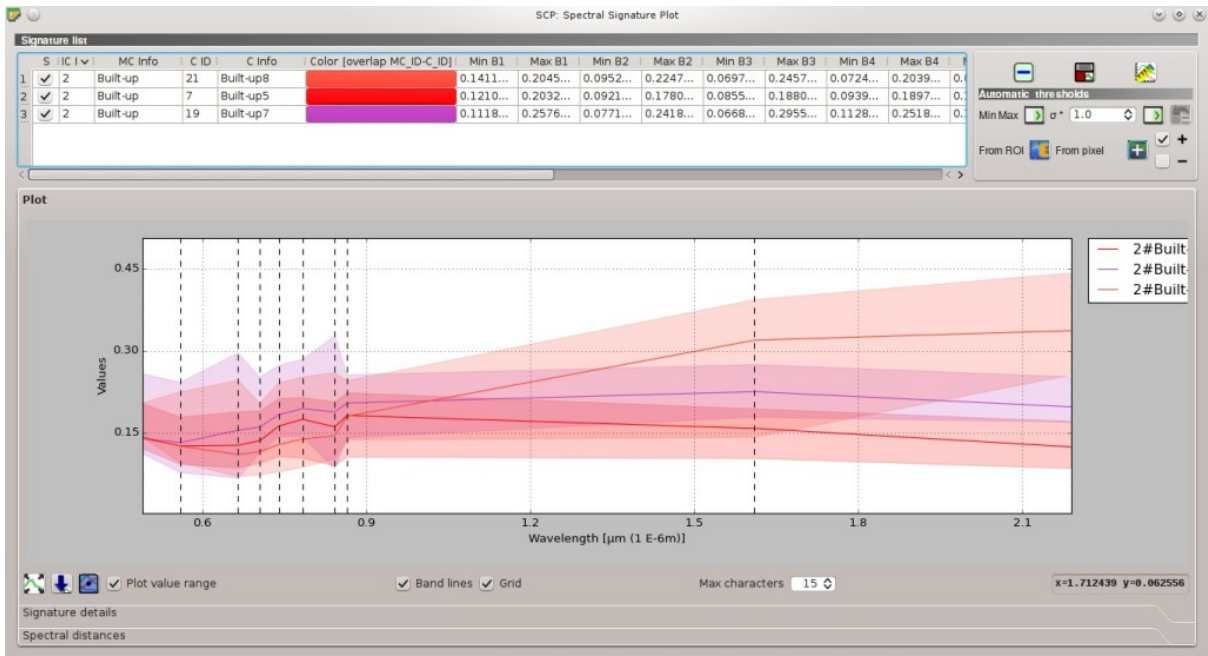 SCP: Spectral Signature Plot
Signature list
S MC Info C ID C Info Color [overlap MC_ID-C_ID] Min B1 Max B1 Min B2 Max B2 Min B3 Max B3 Min B4 Max B4
1 2 Built-up 21 Built-up8 0.1411... 0.2045... 0.0952... 0.2247... 0.0697... 0.2457... 0.0724... 0.2039...
2 2 Built-up 7 Built-up5 0.1210... 0.2032... 0.0921... 0.1780... 0.0855... 0.1880... 0.0939... 0.1897...
3 2 Built-up 19 Built-up7 0.1118... 0.2576... 0.0771... 0.2418... 0.0668... 0.2955... 0.1128... 0.2518...
Automatic thresholds
Min Max σ* 1.0
From ROI From pixel + −
Plot
2#Built-
2#Built-
2#Built-
0.45
0.30
0.15
Values
0.6 0.9 1.2 1.5 1.8 2.1
Wavelength [µm (1 E-6m)]
Plot value range Band lines Grid Max characters 15 x=1.712439 y=0.062556
Signature details
Spectral distances